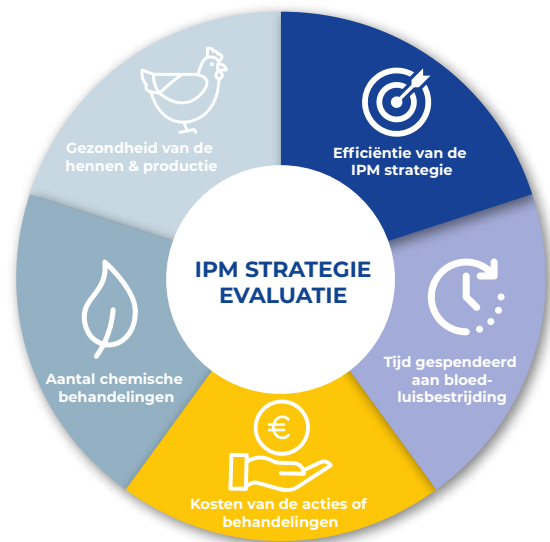 Gezondheid van de
hennen & productie
Efficiëntie van de
IPM strategie
IPM STRATEGIE
EVALUATIE
Tijd gespendeerd
aan bloed-
luisbestrijding
Aantal chemische
behandelingen
€
Kosten van de acties of
behandelingen